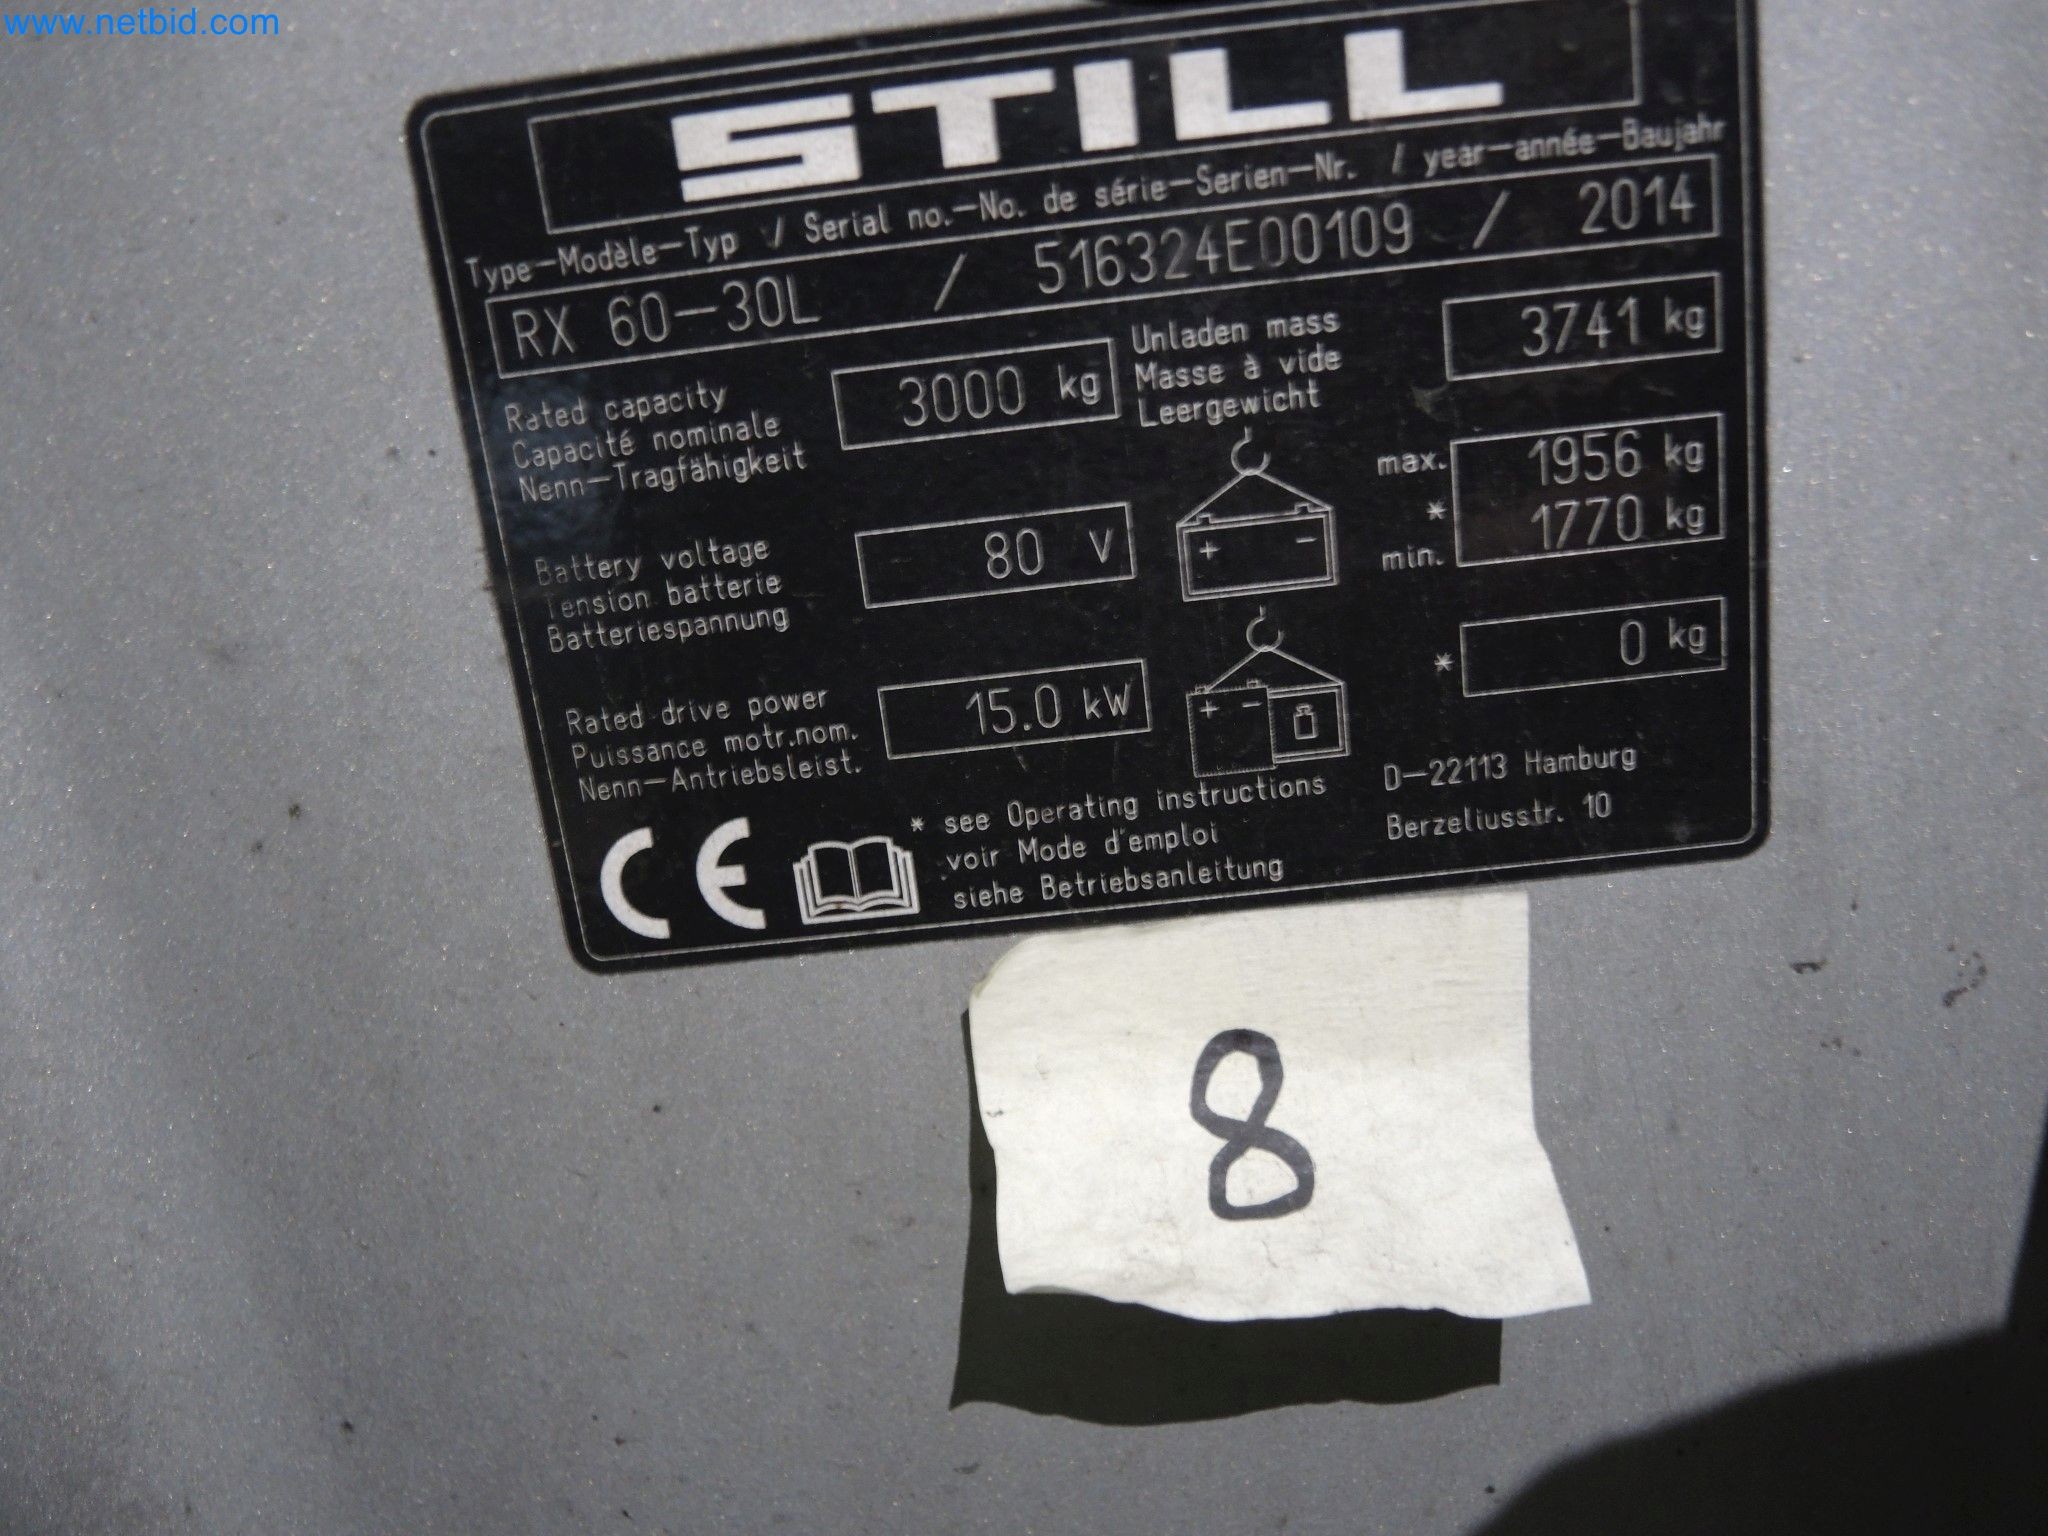 www.netbid.com
STILL
Type-Modèle-Typ / Serial no.-No. de série-Serien-Nr. / year-année-Baujahr
RX 60-30L / 516324E00109 / 2014
Rated capacity
Capacité nominale
Nenn-Tragfähigkeit
3000 kg
Unladen mass
Masse à vide
Leergewicht
3741 kg
Battery voltage
Tension batterie
Batteriespannung
80 V
+ -
max. 1956 kg
*
min. 1770 kg
Rated drive power
Puissance motr.nom.
Nenn-Antriebsleist.
15.0 kW
+ -
* 0 kg
CE
* see Operating instructions
voir Mode d'emploi
siehe Betriebsanleitung
D-22113 Hamburg
Berzeliusstr. 10
8